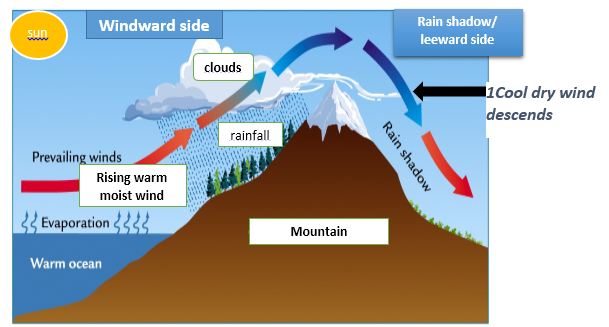 sun
Windward side
Rain shadow/
leeward side
clouds
1Cool dry wind
descends
rainfall
Prevailing winds
Rain shadow
Rising warm
moist wind
Evaporation
Mountain
Warm ocean